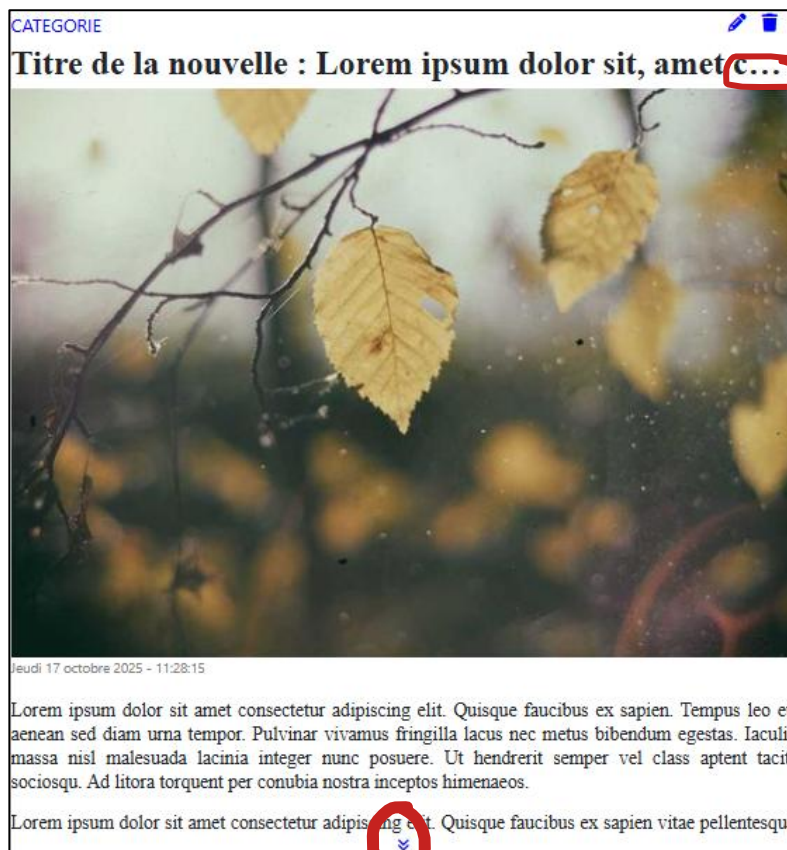 CATEGORIE
Titre de la nouvelle : Lorem ipsum dolor sit, amet c...
Jeudi 17 octobre 2025 - 11:28:15
Lorem ipsum dolor sit amet consectetur adipiscing elit. Quisque faucibus ex sapien. Tempus leo e
aenean sed diam urna tempor. Pulvinar vivamus fringilla lacus nec metus bibendum egestas. Iaculi
massa nisl malesuada lacinia integer nunc posuere. Ut hendrerit semper vel class aptent tacit
sociosqu. Ad litora torquent per conubia nostra inceptos himenaeos.
Lorem ipsum dolor sit amet consectetur adipiscing elit. Quisque faucibus ex sapien vitae pellentesqu